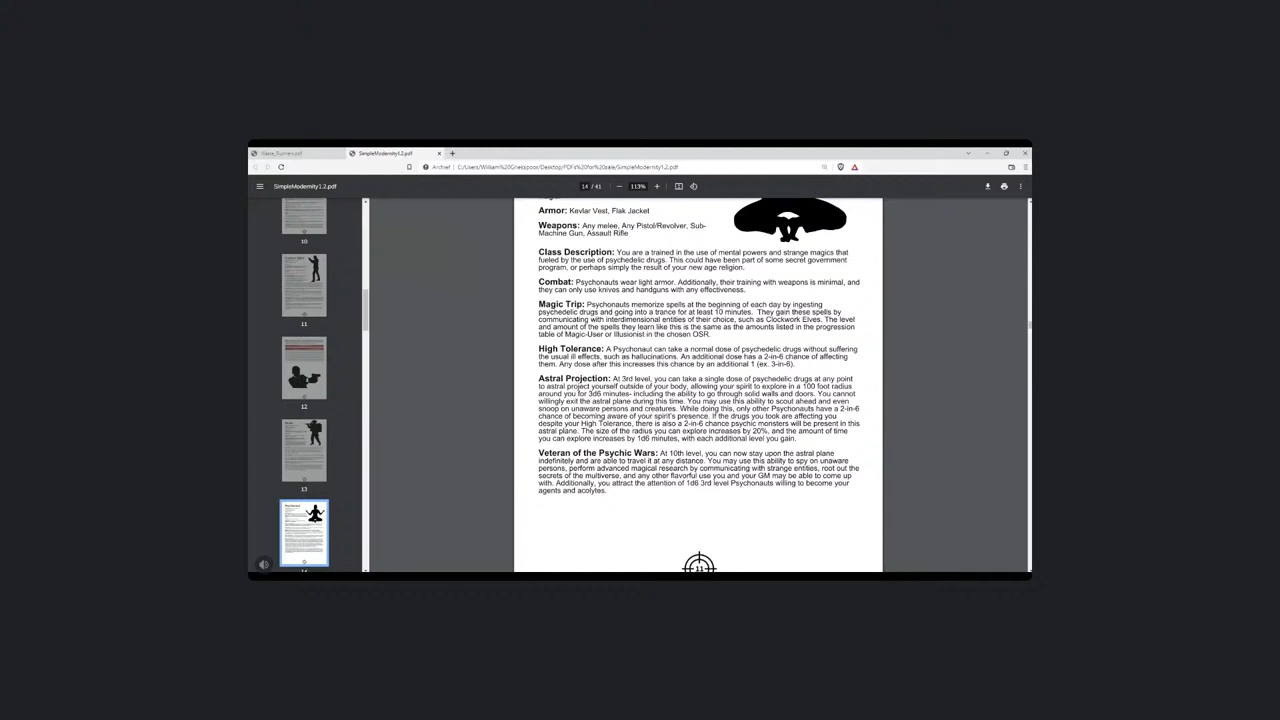 SimpleModernity1.2.pdf
SimpleModernity1.2.pdf
14 / 41
113%
10
11
12
13
Armor: Kevlar Vest, Flak Jacket
Weapons: Any melee, Any Pistol/Revolver, Sub-
Machine Gun, Assault Rifle
Class Description: You are a trained in the use of mental powers and strange magics that
fueled by the use of psychedelic drugs. This could have been part of some secret government
program, or perhaps simply the result of your new age religion.
Combat: Psychonauts wear light armor. Additionally, their training with weapons is minimal, and
they can only use knives and handguns with any effectiveness.
Magic Trip: Psychonauts memorize spells at the beginning of each day by ingesting
psychedelic drugs and going into a trance for at least 10 minutes. They gain these spells by
communicating with interdimensional entities of their choice, such as Clockwork Elves. The level
and amount of the spells they learn like this is the same as the amounts listed in the progression
table of Magic-User or Illusionist in the chosen OSR.
High Tolerance: A Psychonaut can take a normal dose of psychedelic drugs without suffering
the usual ill effects, such as hallucinations. An additional dose has a 2-in-6 chance of affecting
them. Any dose after this increases this chance by an additional 1 (ex. 3-in-6).
Astral Projection: At 3rd level, you can take a single dose of psychedelic drugs at any point
to astral project yourself outside of your body, allowing your spirit to explore in a 100 foot radius
around you for 3d6 minutes- including the ability to go through solid walls and doors. You cannot
willingly exit the astral plane during this time. You may use this ability to scout ahead and even
snoop on unaware persons and creatures. While doing this, only other Psychonauts have a 2-in-6
chance of becoming aware of your spirit's presence. If the drugs you took are affecting you
despite your High Tolerance, there is also a 2-in-6 chance psychic monsters will be present in this
astral plane. The size of the radius you can explore increases by 20%, and the amount of time
you can explore increases by 1d6 minutes, with each additional level you gain.
Veteran of the Psychic Wars: At 10th level, you can now stay upon the astral plane
indefinitely and are able to travel it at any distance. You may use this ability to spy on unaware
persons, perform advanced magical research by communicating with strange entities, root out the
secrets of the multiverse, and any other flavorful use you and your GM may be able to come up
with. Additionally, you attract the attention of 1d6 3rd level Psychonauts willing to become your
agents and acolytes.
11